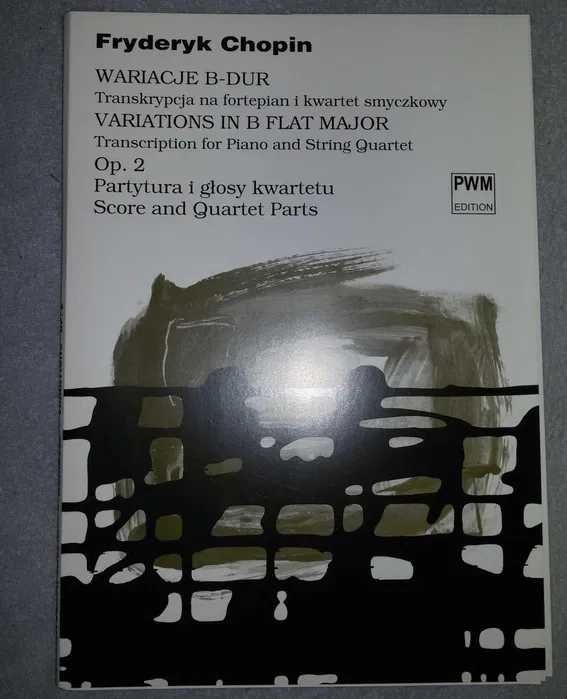 Fryderyk Chopin
WARIACJE B-DUR
Transkrypcja na fortepian i kwartet smyczkowy
VARIATIONS IN B FLAT MAJOR
Transcription for Piano and String Quartet
Op. 2
Partytura i głosy kwartetu
Score and Quartet Parts
PWM
EDITION